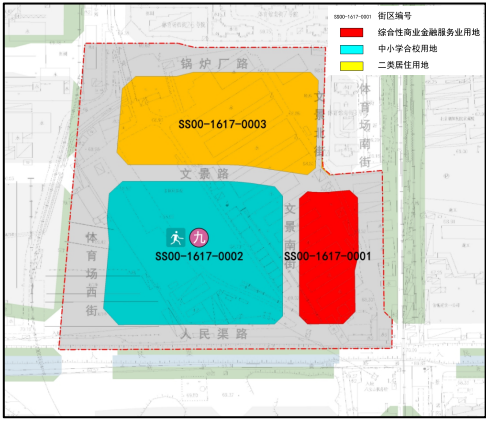 SS00-1617-0001 街区编号
综合性商业金融服务业用地
中小学合校用地
二类居住用地
锅炉厂路
文景北街
体育场南街
SS00-1617-0003
文景路
九
SS00-1617-0002
文景南街
SS00-1617-0001
体育场西街
人民渠路